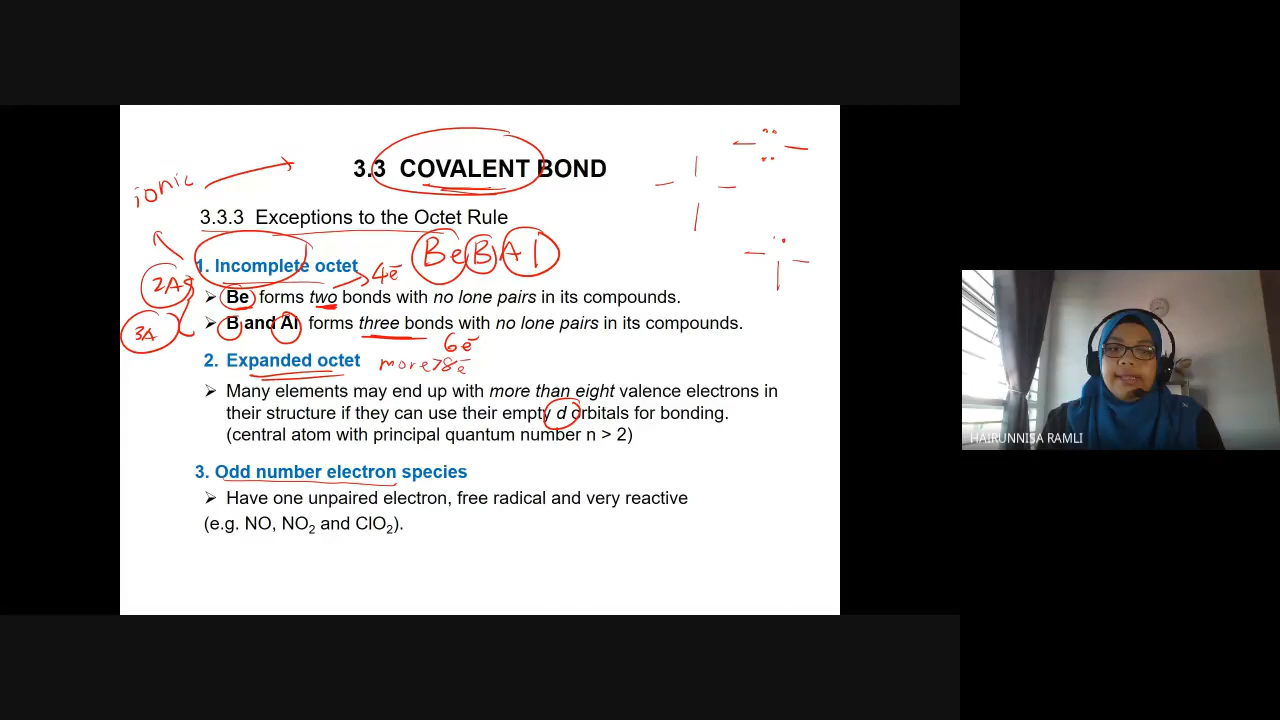 3.3 COVALENT BOND
ionic
3.3.3 Exceptions to the Octet Rule
Be B Al
1. Incomplete octet
4e-
2A
➢ Be forms two bonds with no lone pairs in its compounds.
3A
➢ B and Al forms three bonds with no lone pairs in its compounds.
6e-
2. Expanded octet
more>8e-
➢ Many elements may end up with more than eight valence electrons in
their structure if they can use their empty d orbitals for bonding.
(central atom with principal quantum number n > 2)
3. Odd number electron species
➢ Have one unpaired electron, free radical and very reactive
(e.g. NO, NO2 and ClO2).
HAIRUNNISA RAMLI